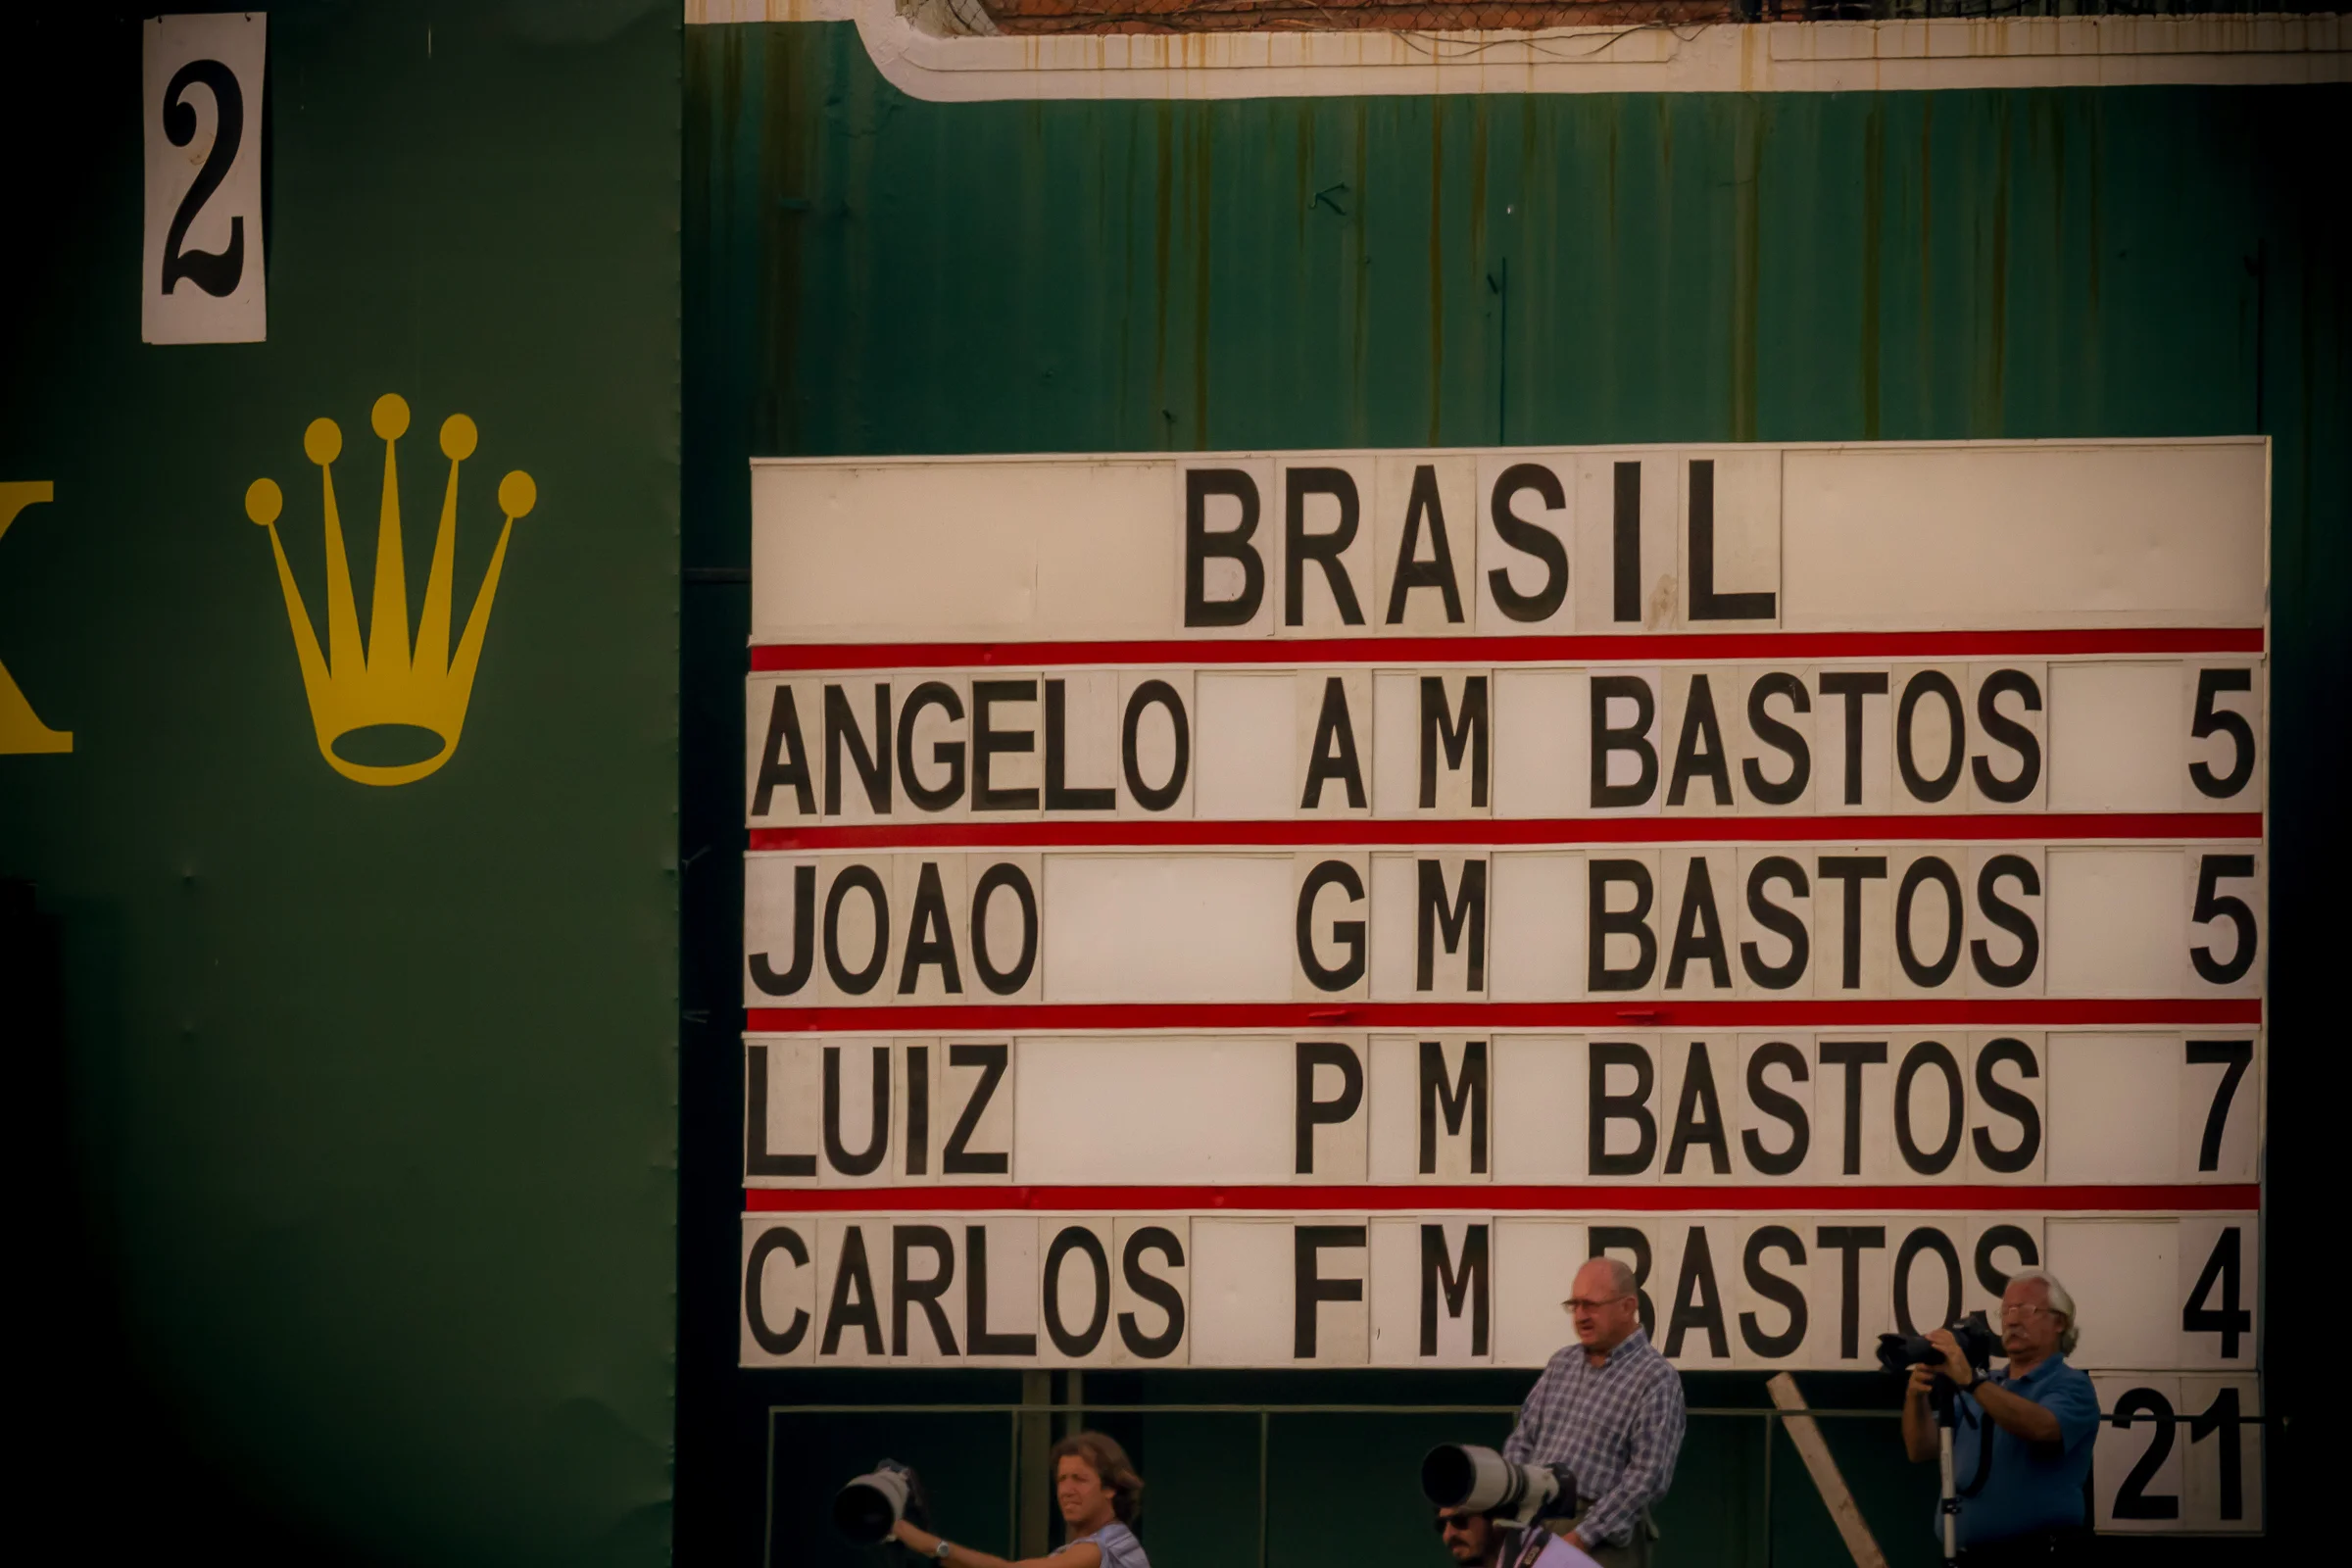 2
BRASIL
ANGELO A M BASTOS 5
JOAO G M BASTOS 5
LUIZ P M BASTOS 7
CARLOS F M BASTOS 4
21